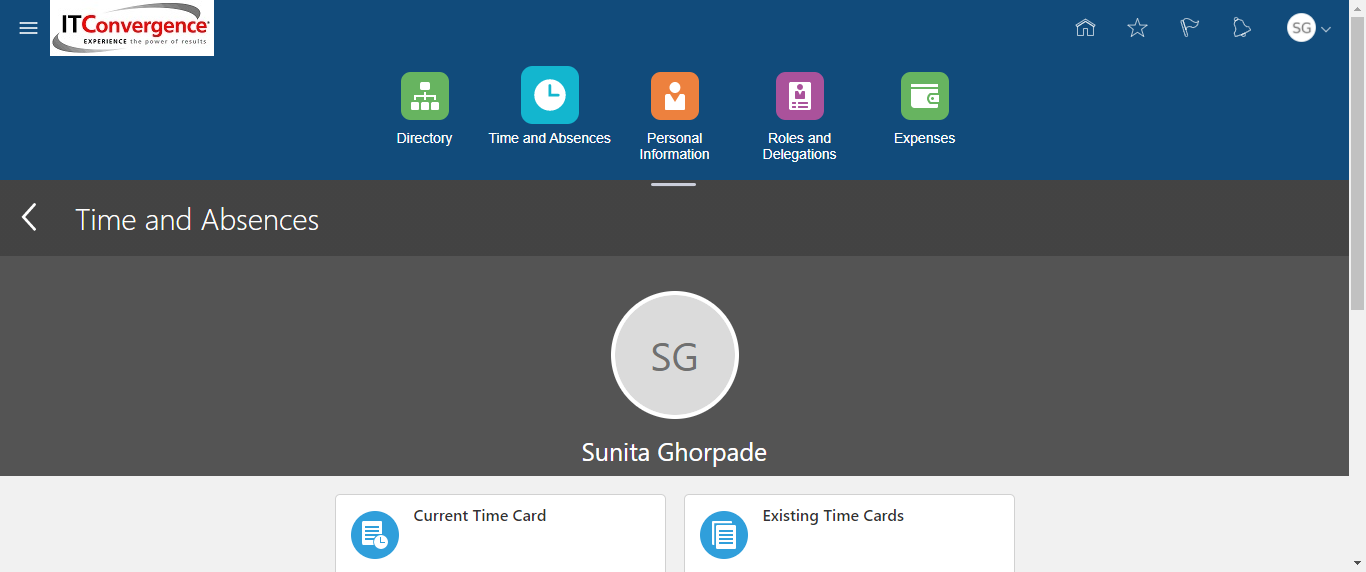 ITConvergence®
EXPERIENCE the power of results
SG
Directory
Time and Absences
Personal
Information
Roles and
Delegations
Expenses
Time and Absences
SG
Sunita Ghorpade
Current Time Card
Existing Time Cards